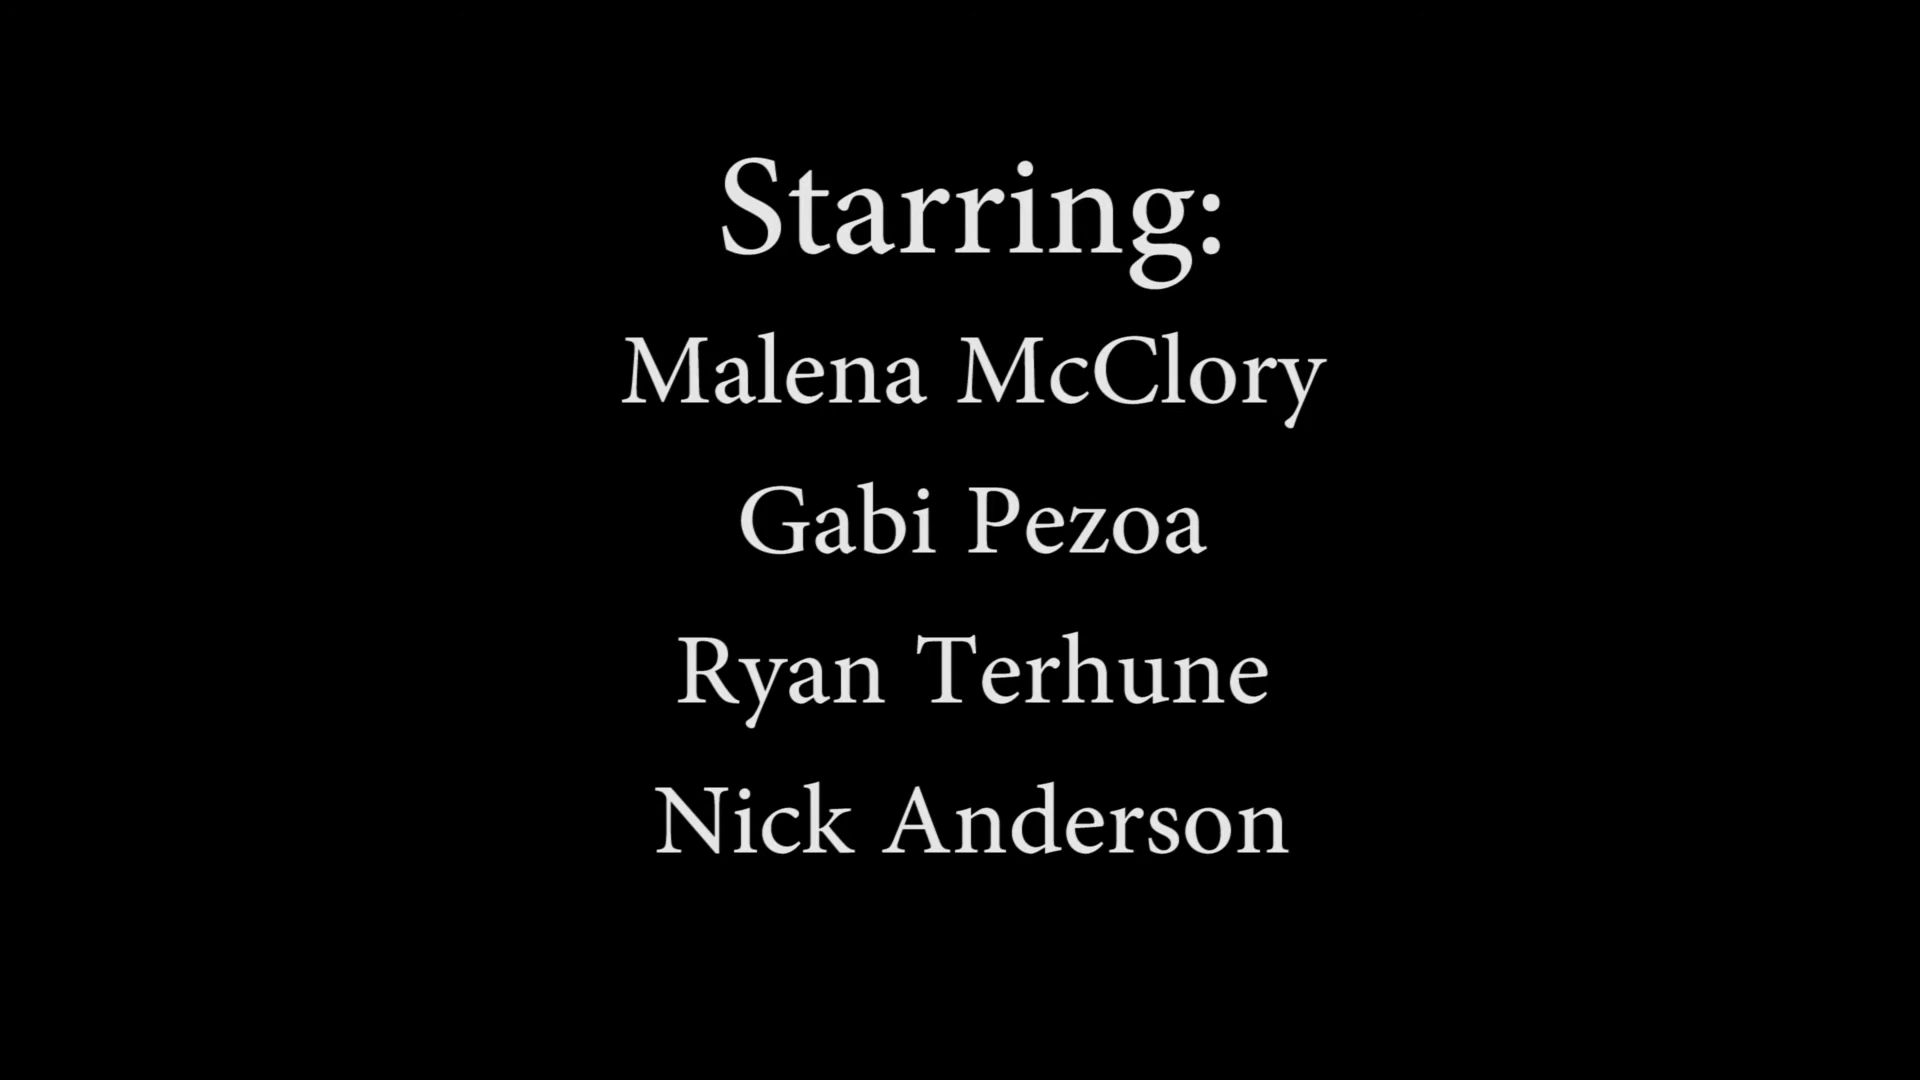 Starring:
Malena McClory
Gabi Pezoa
Ryan Terhune
Nick Anderson